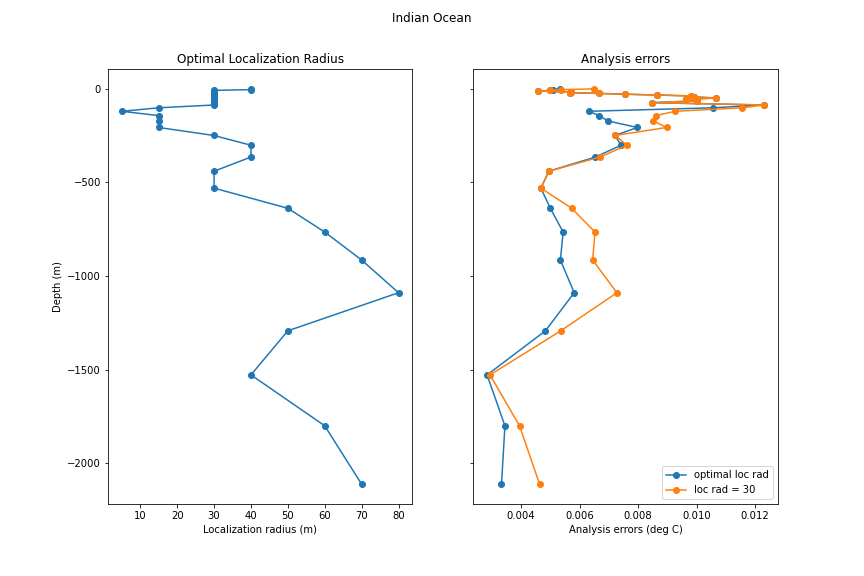 Indian Ocean
Optimal Localization Radius
Analysis errors
0
−500
−1000
−1500
−2000
Depth (m)
10 20 30 40 50 60 70 80
Localization radius (m)
0.004 0.006 0.008 0.010 0.012
Analysis errors (deg C)
optimal loc rad
loc rad = 30